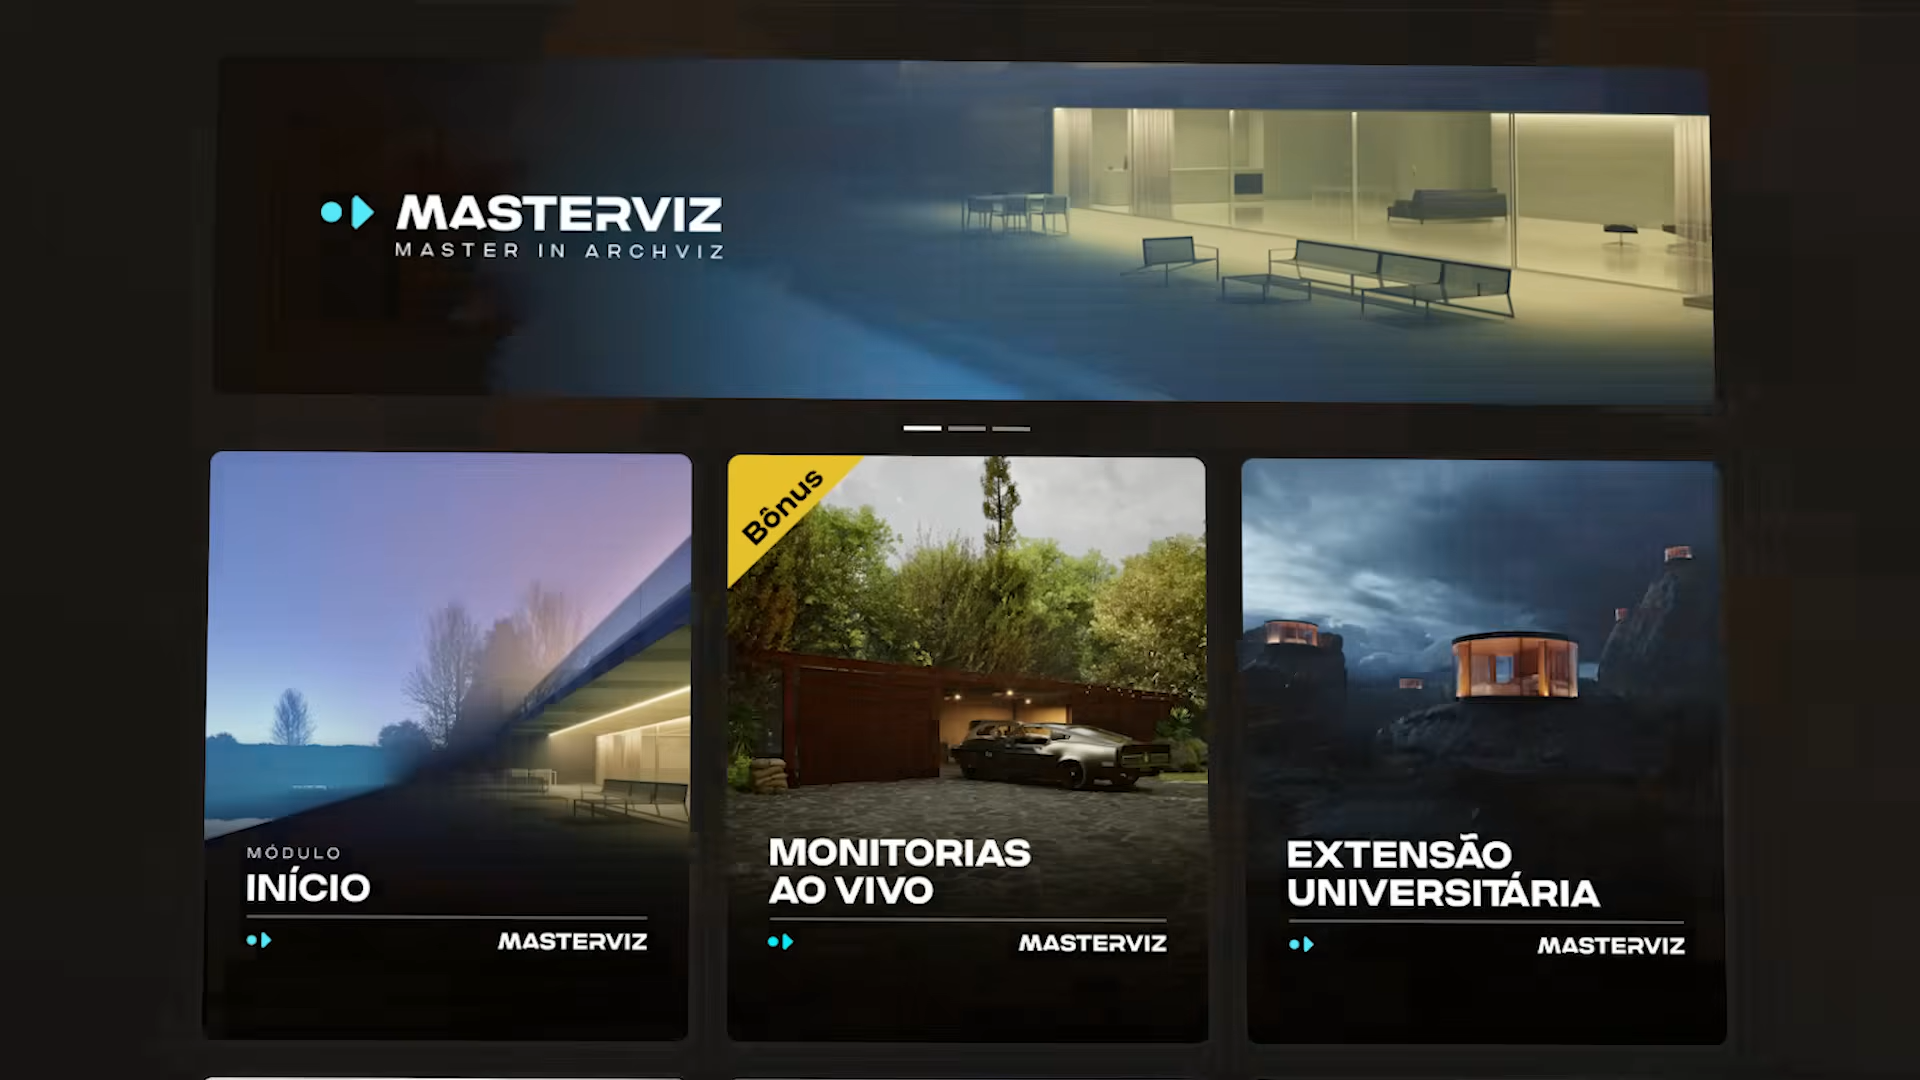 MASTERVIZ
MASTER IN ARCHVIZ
MÓDULO
INÍCIO
MASTERVIZ
Bônus
MONITORIAS
AO VIVO
MASTERVIZ
EXTENSÃO
UNIVERSITÁRIA
MASTERVIZ